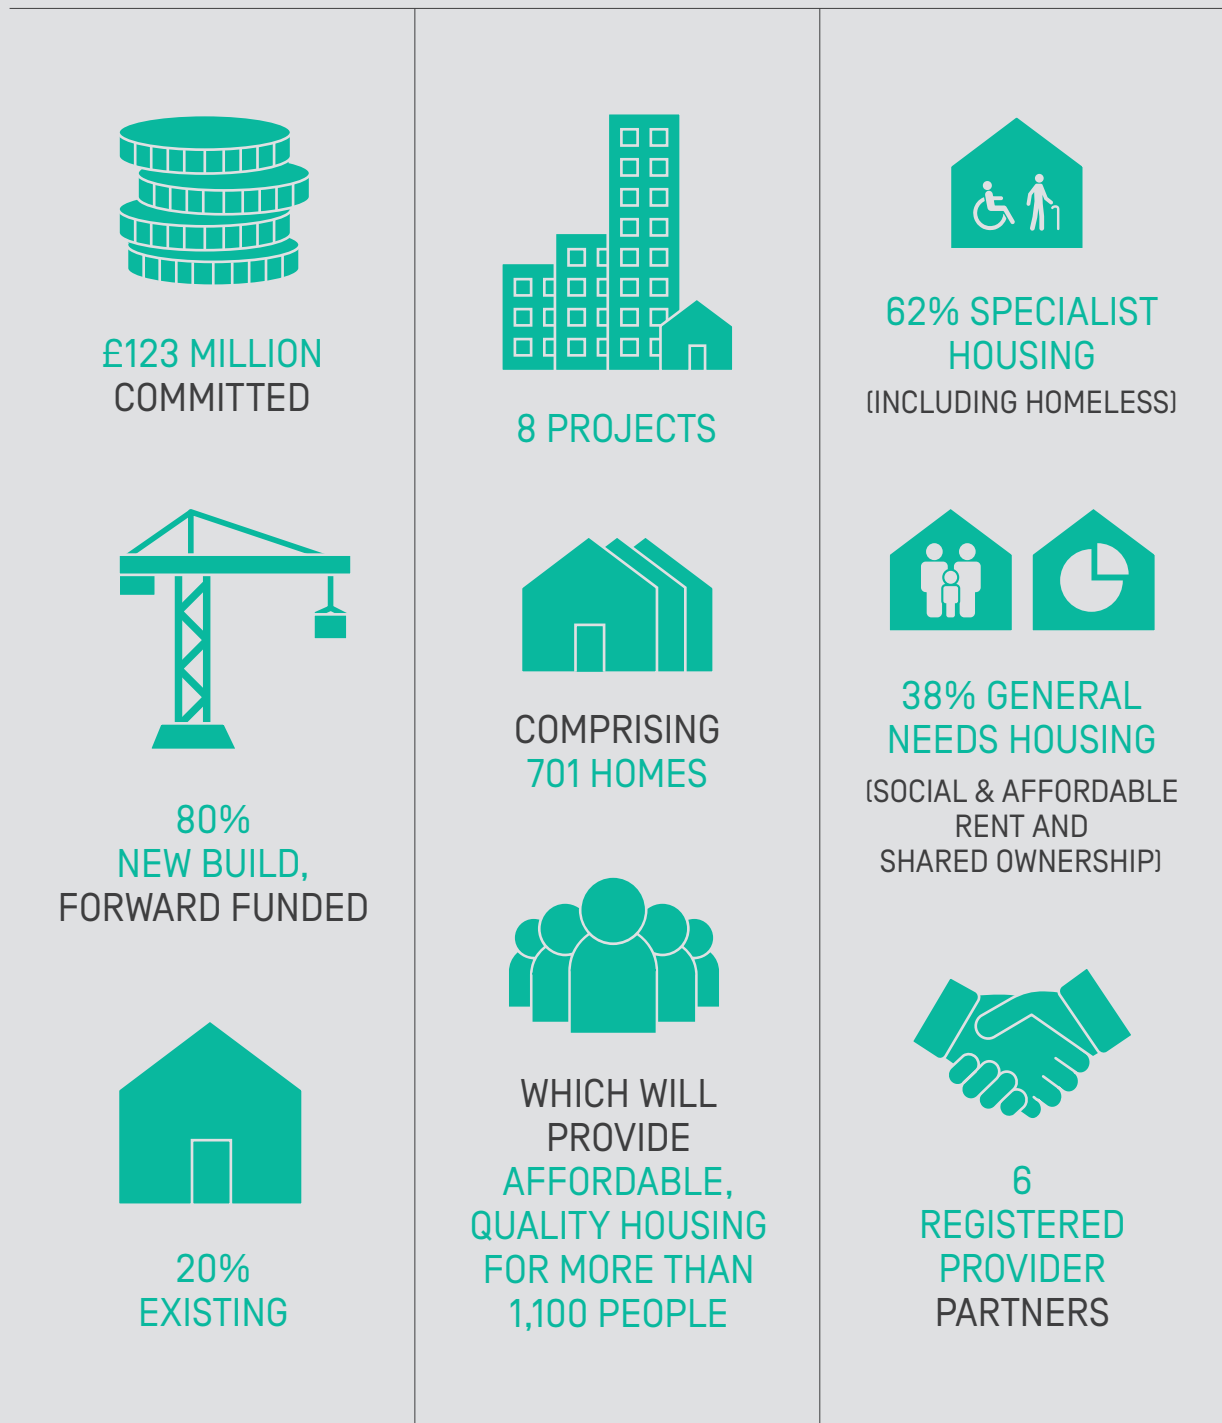 £123 MILLION
COMMITTED
80%
NEW BUILD,
FORWARD FUNDED
20%
EXISTING
8 PROJECTS
COMPRISING
701 HOMES
WHICH WILL
PROVIDE
AFFORDABLE,
QUALITY HOUSING
FOR MORE THAN
1,100 PEOPLE
62% SPECIALIST
HOUSING
(INCLUDING HOMELESS)
38% GENERAL
NEEDS HOUSING
(SOCIAL & AFFORDABLE
RENT AND
SHARED OWNERSHIP)
6
REGISTERED
PROVIDER
PARTNERS